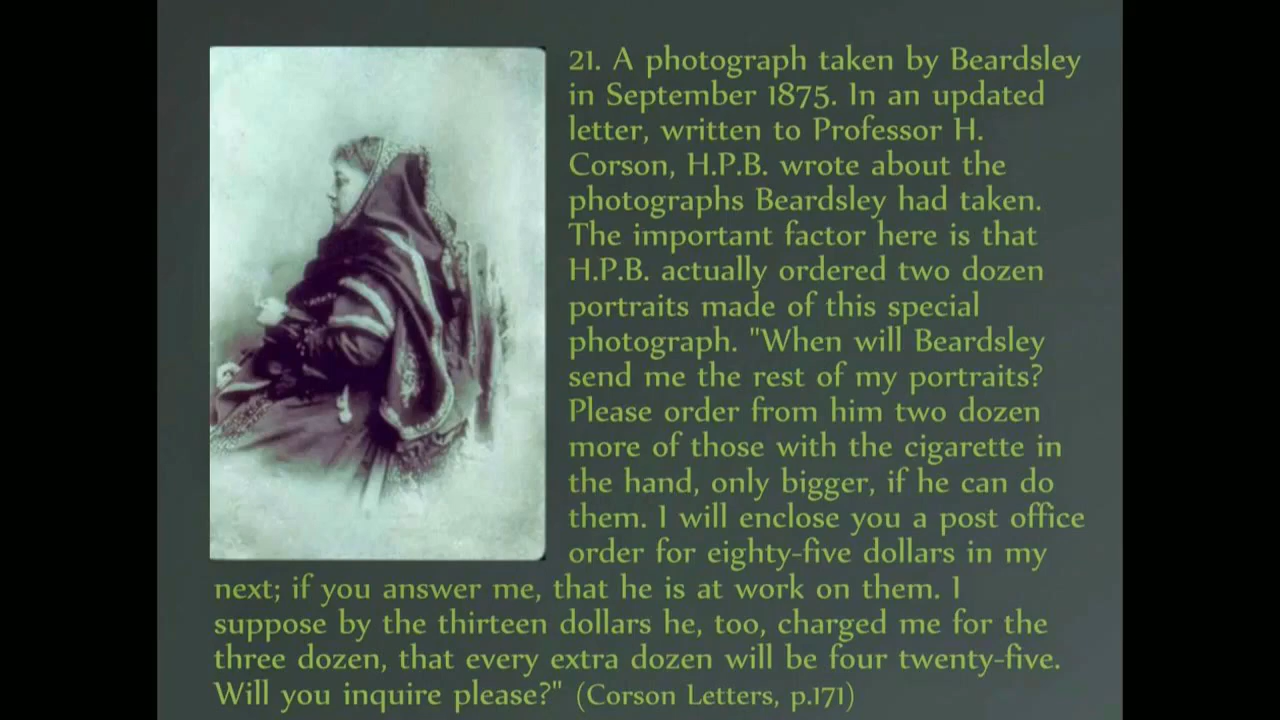 21. A photograph taken by Beardsley
in September 1875. In an updated
letter, written to Professor H.
Corson, H.P.B. wrote about the
photographs Beardsley had taken.
The important factor here is that
H.P.B. actually ordered two dozen
portraits made of this special
photograph. "When will Beardsley
send me the rest of my portraits?
Please order from him two dozen
more of those with the cigarette in
the hand, only bigger, if he can do
them. I will enclose you a post office
order for eighty-five dollars in my
next; if you answer me, that he is at work on them. I
suppose by the thirteen dollars he, too, charged me for the
three dozen, that every extra dozen will be four twenty-five.
Will you inquire please?" (Corson Letters, p.171)